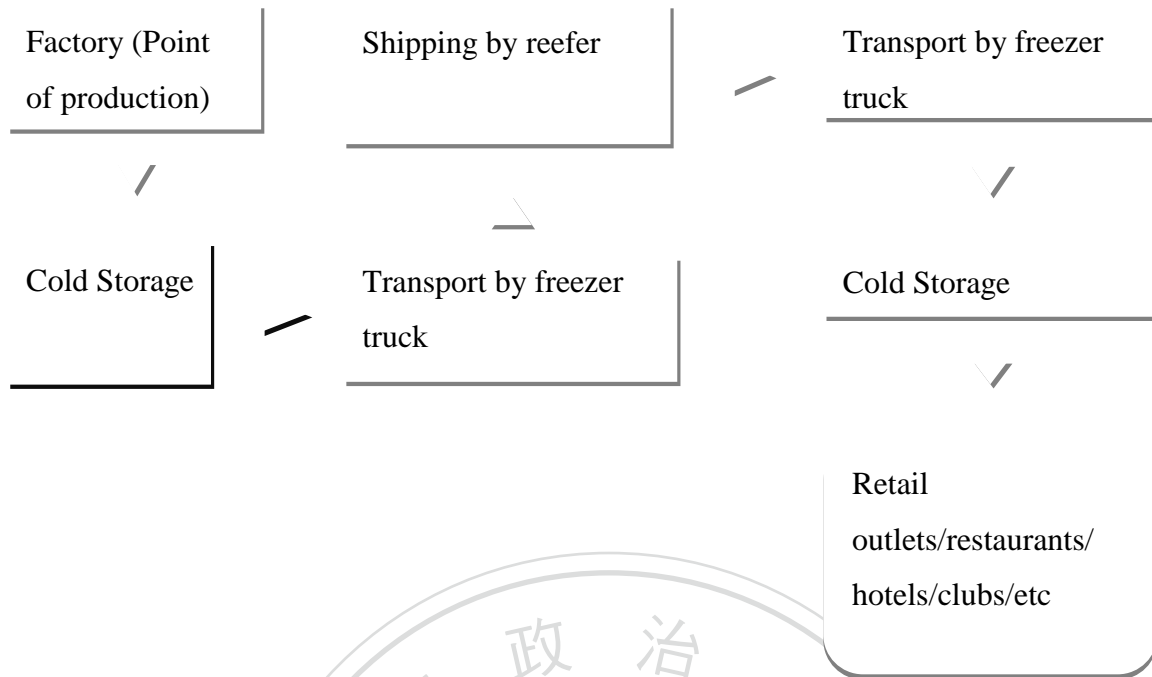 Factory (Point
of production)
Shipping by reefer
Transport by freezer
truck
Cold Storage
Transport by freezer
truck
Cold Storage
Retail
outlets/restaurants/
hotels/clubs/etc
政 治